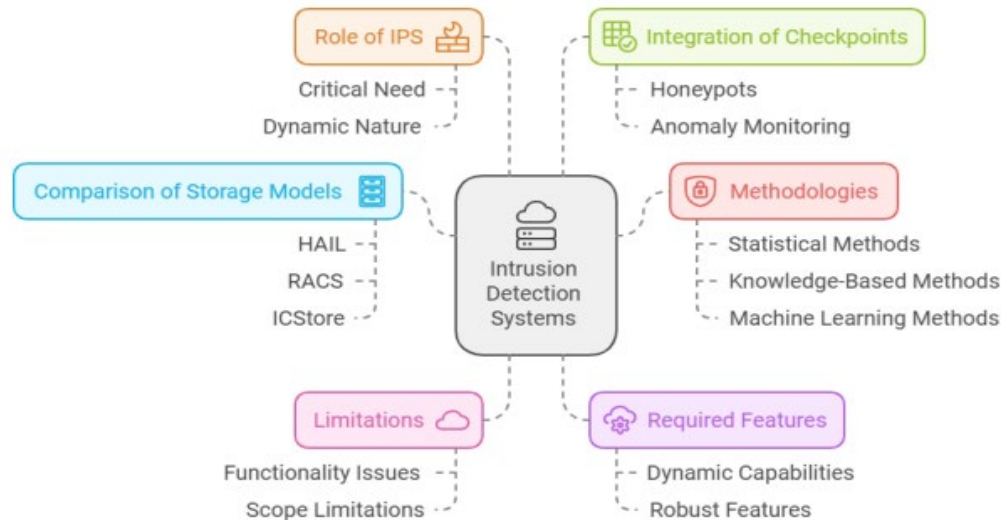 Role of IPS
Critical Need
Dynamic Nature
Integration of Checkpoints
Honeypots
Anomaly Monitoring
Comparison of Storage Models
HAIL
RACS
ICStore
Intrusion
Detection
Systems
Methodologies
Statistical Methods
Knowledge-Based Methods
Machine Learning Methods
Limitations
Functionality Issues
Scope Limitations
Required Features
Dynamic Capabilities
Robust Features